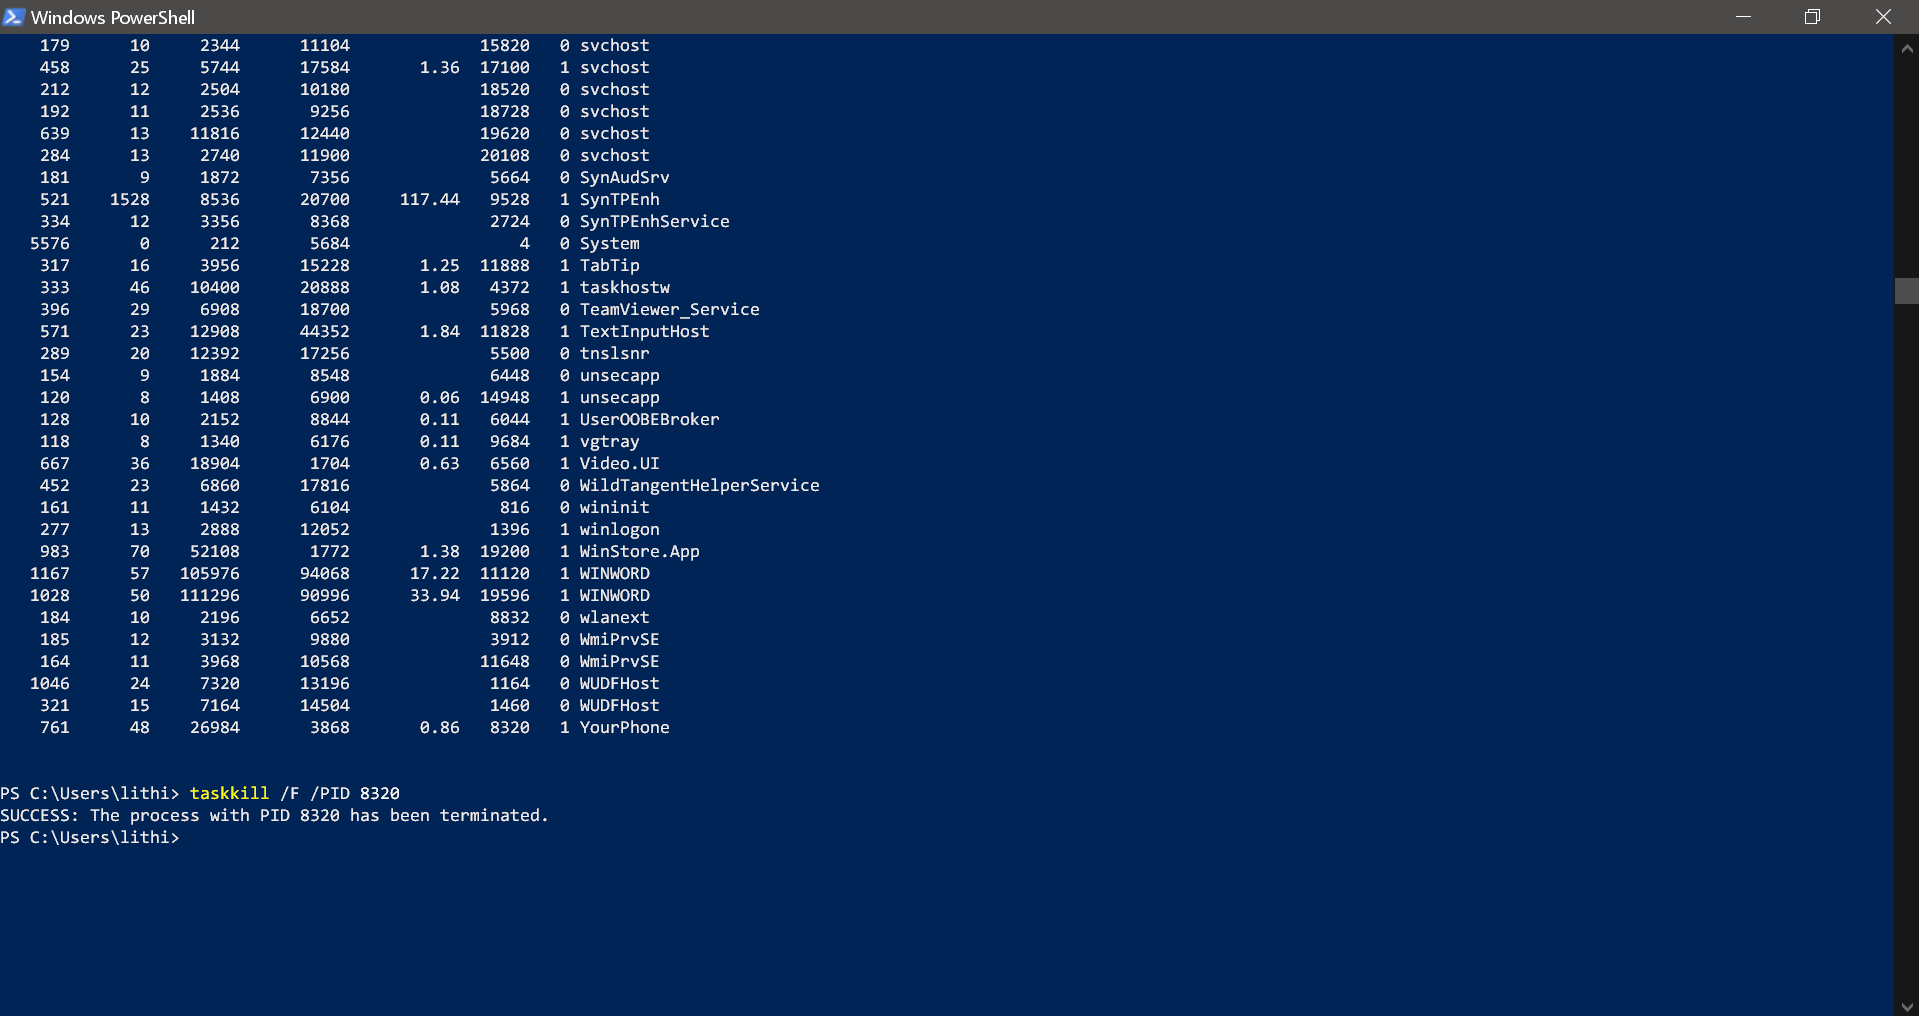 Windows PowerShell
179 10 2344 11104 15820 0 svchost
458 25 5744 17584 1.36 17100 1 svchost
212 12 2504 10180 18520 0 svchost
192 11 2536 9256 18728 0 svchost
639 13 11816 12440 19620 0 svchost
284 13 2740 11900 20108 0 svchost
181 9 1872 7356 5664 0 SynAudSrv
521 1528 8536 20700 117.44 9528 1 SynTPEnh
334 12 3356 8368 2724 0 SynTPEnhService
5576 0 212 5684 4 0 System
317 16 3956 15228 1.25 11888 1 TabTip
333 46 10400 20888 1.08 4372 1 taskhostw
396 29 6908 18700 5968 0 TeamViewer_Service
571 23 12908 44352 1.84 11828 1 TextInputHost
289 20 12392 17256 5500 0 tnslsnr
154 9 1884 8548 6448 0 unsecapp
120 8 1408 6900 0.06 14948 1 unsecapp
128 10 2152 8844 0.11 6044 1 UserOOBEBroker
118 8 1340 6176 0.11 9684 1 vgtray
667 36 18904 1704 0.63 6560 1 Video.UI
452 23 6860 17816 5864 0 WildTangentHelperService
161 11 1432 6104 816 0 wininit
277 13 2888 12052 1396 1 winlogon
983 70 52108 1772 1.38 19200 1 WinStore.App
1167 57 105976 94068 17.22 11120 1 WINWORD
1028 50 111296 90996 33.94 19596 1 WINWORD
184 10 2196 6652 8832 0 wlanext
185 12 3132 9880 3912 0 WmiPrvSE
164 11 3968 10568 11648 0 WmiPrvSE
1046 24 7320 13196 1164 0 WUDFHost
321 15 7164 14504 1460 0 WUDFHost
761 48 26984 3868 0.86 8320 1 YourPhone
PS C:\Users\lithi> taskkill /F /PID 8320
SUCCESS: The process with PID 8320 has been terminated.
PS C:\Users\lithi>